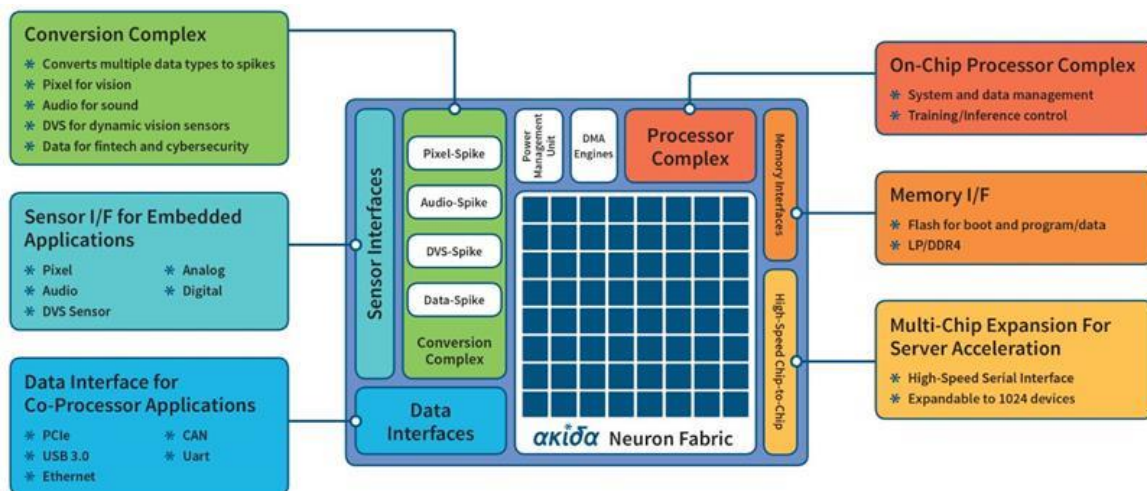 Conversion Complex
* Converts multiple data types to spikes
* Pixel for vision
* Audio for sound
* DVS for dynamic vision sensors
* Data for fintech and cybersecurity
Sensor I/F for Embedded
Applications
* Pixel
* Audio
* DVS Sensor
* Analog
* Digital
Data Interface for
Co-Processor Applications
* PCIe
* USB 3.0
* Ethernet
* CAN
* Uart
Sensor Interfaces
Pixel-Spike
Audio-Spike
DVS-Spike
Data-Spike
Conversion
Complex
Data
Interfaces
Power
Management
Unit
DMA
Engines
Processor
Complex
Memory Interfaces
High-Speed Chip-to-Chip
αkiδα Neuron Fabric
On-Chip Processor Complex
* System and data management
* Training/Inference control
Memory I/F
* Flash for boot and program/data
* LP/DDR4
Multi-Chip Expansion For
Server Acceleration
* High-Speed Serial Interface
* Expandable to 1024 devices